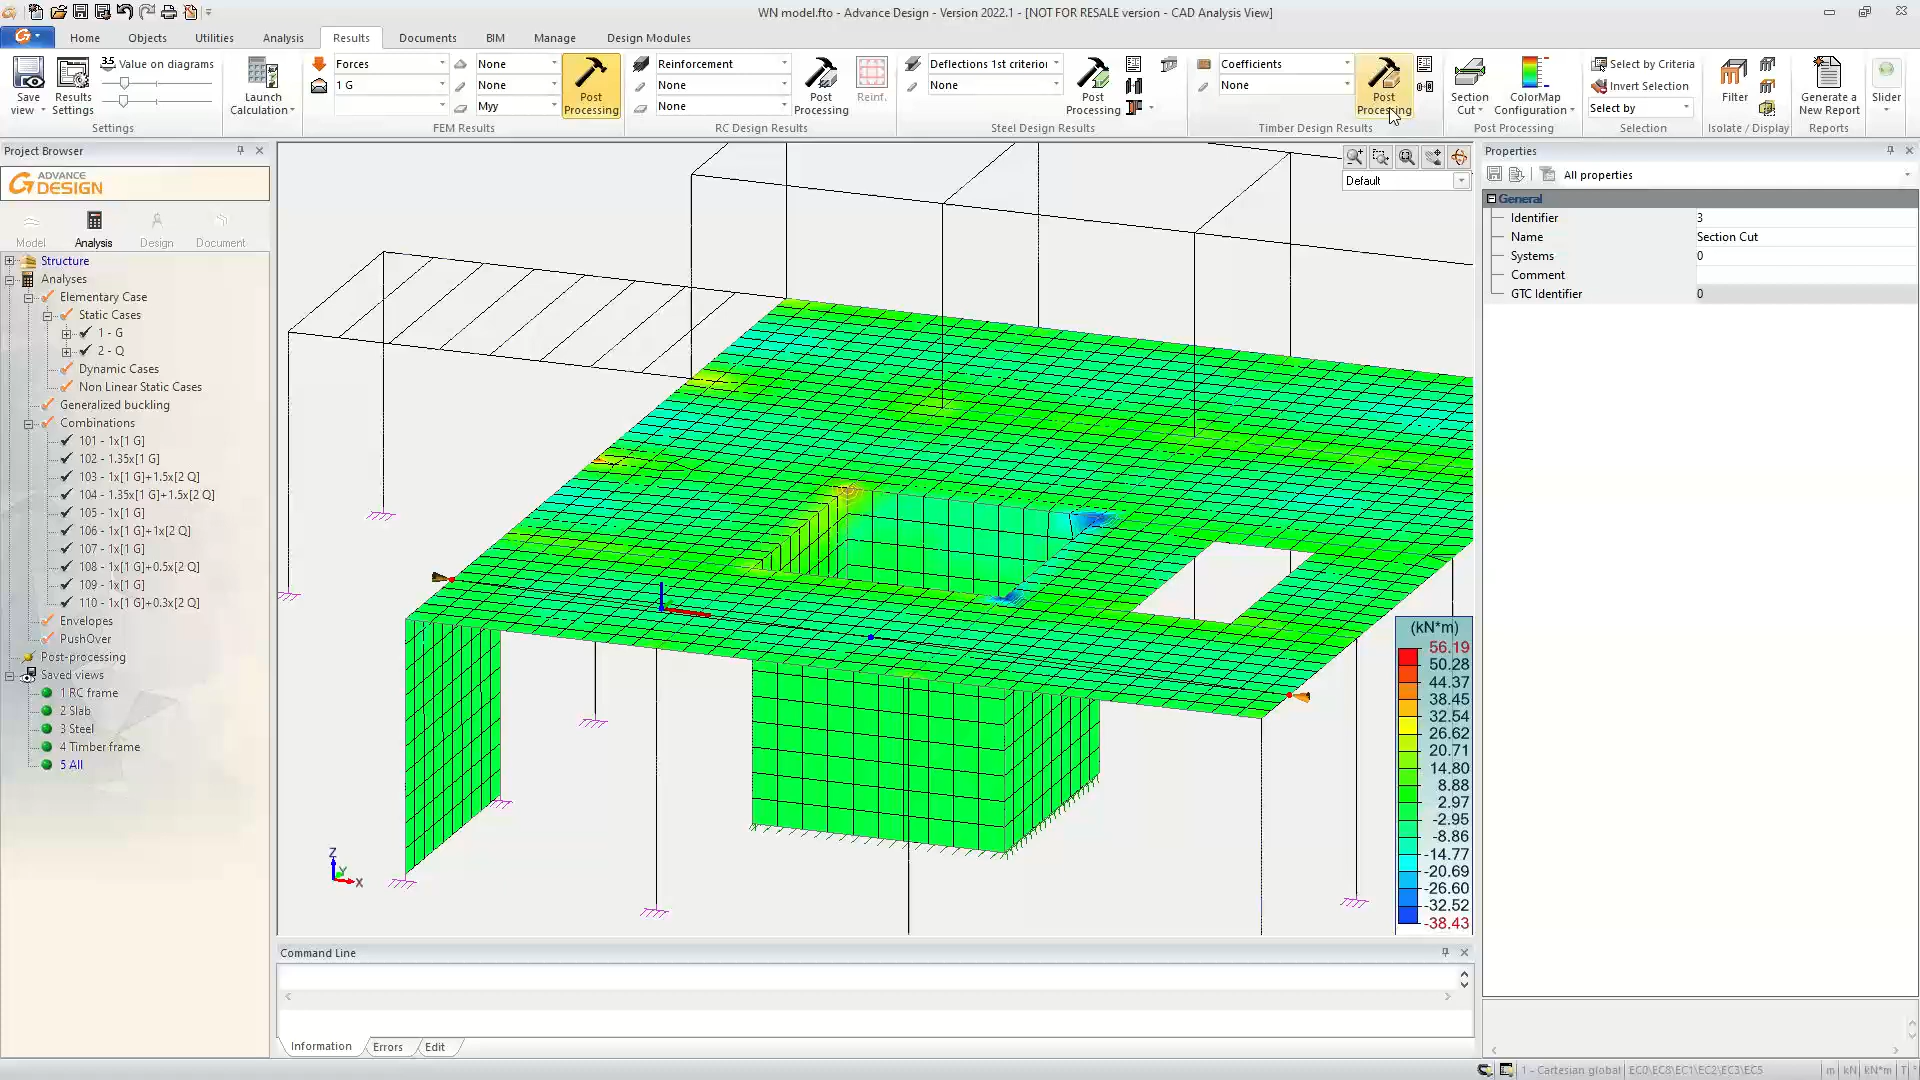 WN model.fto - Advance Design - Version 2022.1 - [NOT FOR RESALE version - CAD Analysis View]
Home Objects Utilities Analysis Results Documents BIM Manage Design Modules
Save view
Results Settings
3.5 Value on diagrams
Settings
Launch Calculation
Forces
1 G
None
None
Myy
Post Processing
FEM Results
Reinforcement
None
None
Post Processing
Reinf.
RC Design Results
Deflections 1st criterio
None
Post Processing
Steel Design Results
Coefficients
None
Post Processing
Timber Design Results
Section Cut
ColorMap Configuration
Post Processing
Select by Criteria
Invert Selection
Select by
Selection
Filter
Isolate / Display
Generate a New Report
Reports
Slider
Project Browser
ADVANCE
DESIGN
Model Analysis Design Document
Structure
Analyses
Elementary Case
Static Cases
1 - G
2 - Q
Dynamic Cases
Non Linear Static Cases
Generalized buckling
Combinations
101 - 1x[1 G]
102 - 1.35x[1 G]
103 - 1x[1 G]+1.5x[2 Q]
104 - 1.35x[1 G]+1.5x[2 Q]
105 - 1x[1 G]
106 - 1x[1 G]+1x[2 Q]
107 - 1x[1 G]
108 - 1x[1 G]+0.5x[2 Q]
109 - 1x[1 G]
110 - 1x[1 G]+0.3x[2 Q]
Envelopes
PushOver
Post-processing
Saved views
1 RC frame
2 Slab
3 Steel
4 Timber frame
5 All
Default
Z
Y
X
(kN*m)
56.19
50.28
44.37
38.45
32.54
26.62
20.71
14.80
8.88
2.97
-2.95
-8.86
-14.77
-20.69
-26.60
-32.52
-38.43
Properties
All properties
General
Identifier 3
Name Section Cut
Systems 0
Comment
GTC Identifier 0
Command Line
Information Errors Edit
1 - Cartesian global EC0\EC8\EC1\EC2\EC3\EC5 m kN kN*m T °